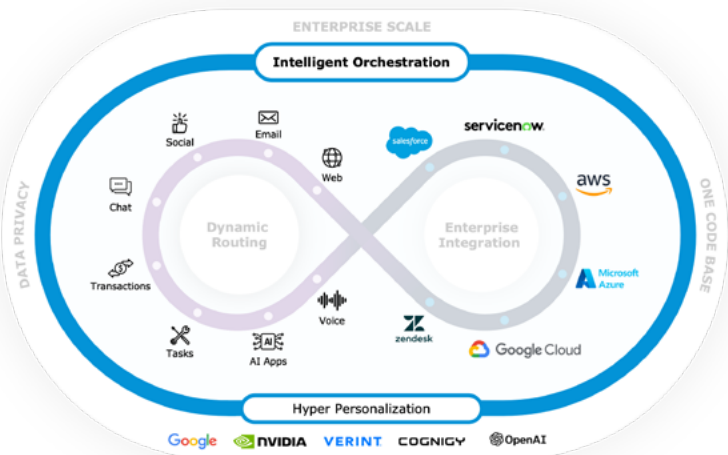 ENTERPRISE SCALE
Intelligent Orchestration
Social
Email
Web
Chat
Transactions
Tasks
AI
AI Apps
Voice
Dynamic
Routing
Enterprise
Integration
salesforce
servicenow.
aws
Microsoft
Azure
Google Cloud
zendesk
DATA PRIVACY
ONE CODE BASE
Hyper Personalization
Google
NVIDIA
VERINT
COGNIGY
OpenAI